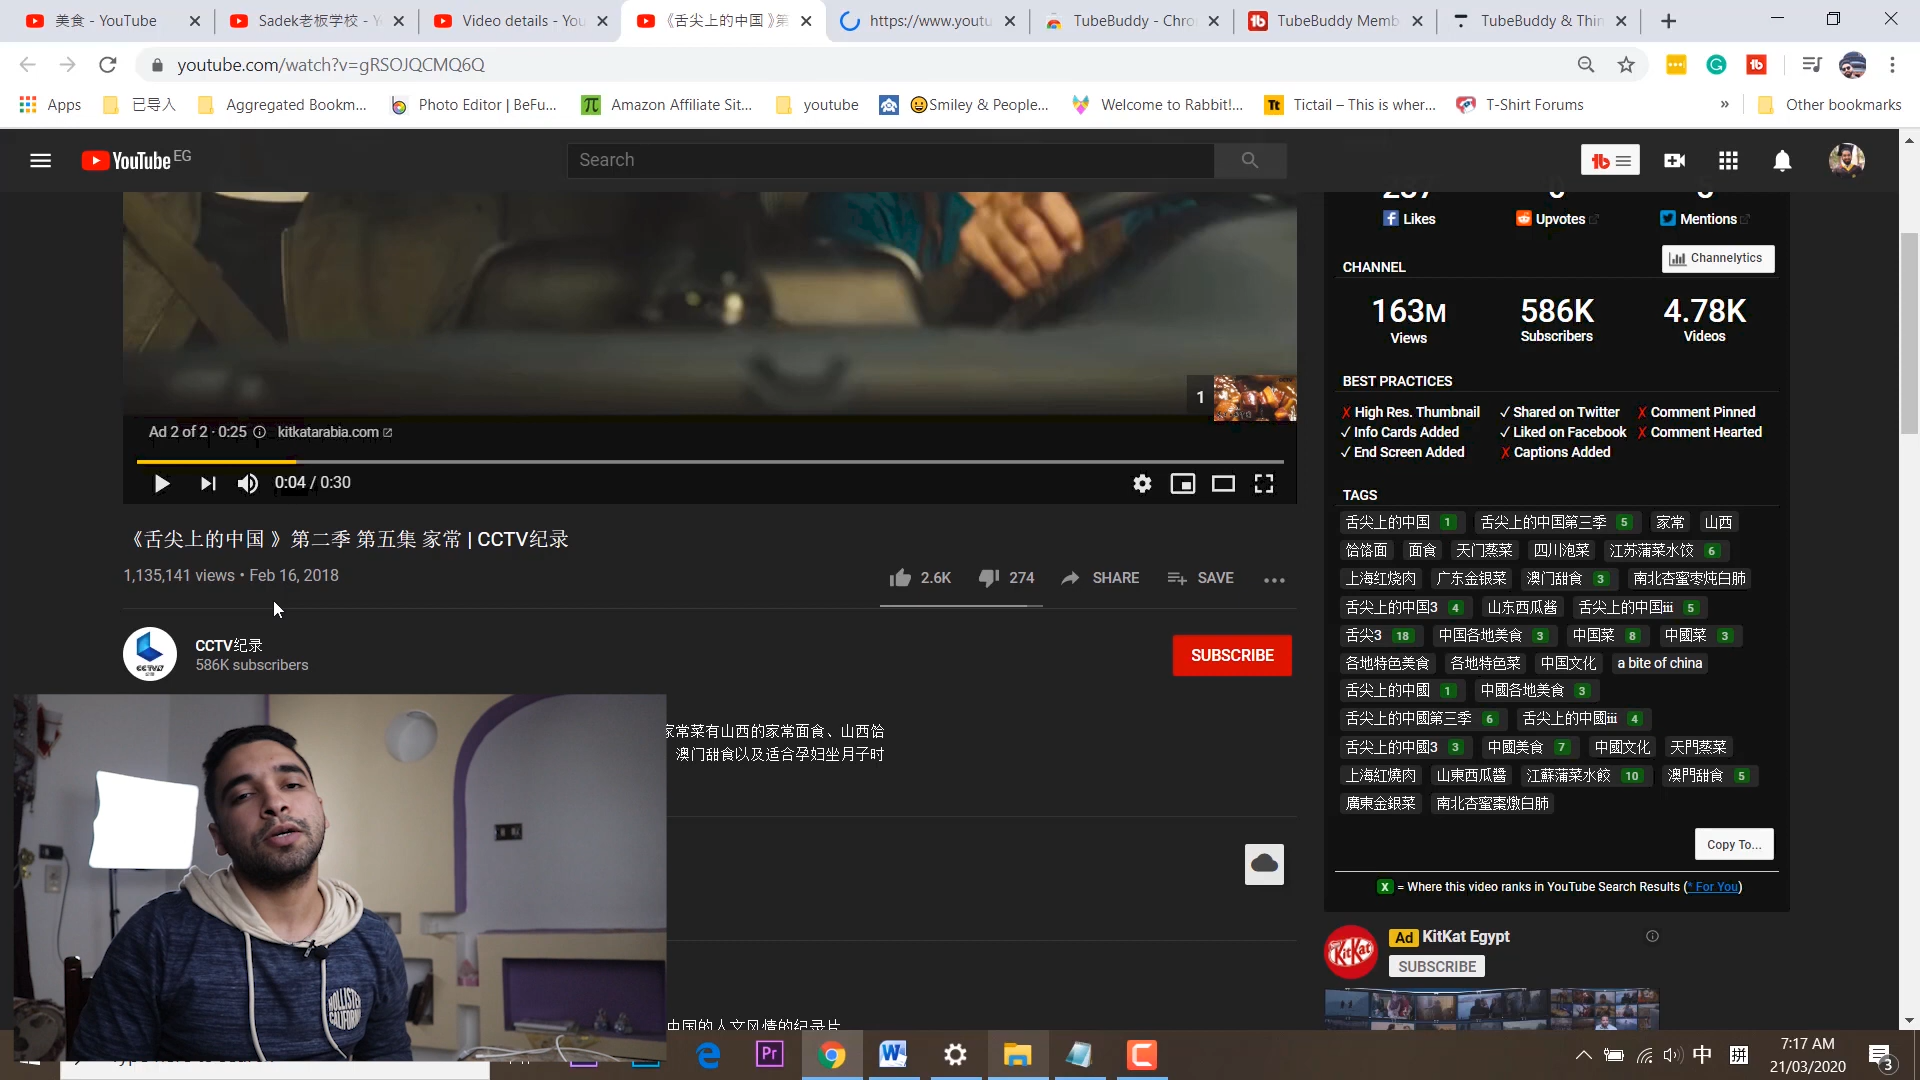 美食 - YouTube
Sadek老板学校 - Y
Video details - You
《舌尖上的中国 》第
https://www.youtu
TubeBuddy - Chro
TubeBuddy Memb
TubeBuddy & Thin
youtube.com/watch?v=gRSOJQCMQ6Q
Apps
已导入
Aggregated Bookm...
Photo Editor | BeFu...
Amazon Affiliate Sit...
youtube
Smiley & People...
Welcome to Rabbit!...
Tictail – This is wher...
T-Shirt Forums
»
Other bookmarks
YouTube EG
Search
Likes
Upvotes
Mentions
CHANNEL
Channelytics
163M
586K
4.78K
Views
Subscribers
Videos
BEST PRACTICES
✗ High Res. Thumbnail ✓ Shared on Twitter ✗ Comment Pinned
✓ Info Cards Added ✓ Liked on Facebook ✗ Comment Hearted
✓ End Screen Added ✗ Captions Added
TAGS
舌尖上的中国 1 舌尖上的中国第三季 5 家常 山西
饸饹面 面食 天门蒸菜 四川泡菜 江苏蒲菜水饺 6
上海红烧肉 广东金银菜 澳门甜食 3 南北杏蜜枣炖白肺
舌尖上的中国3 4 山东西瓜酱 舌尖上的中国iii 5
舌尖3 18 中国各地美食 3 中国菜 8 中國菜 3
各地特色美食 各地特色菜 中国文化 a bite of china
舌尖上的中國 1 中國各地美食 3
舌尖上的中國第三季 6 舌尖上的中國iii 4
舌尖上的中國3 3 中國美食 7 中國文化 天門蒸菜
上海紅燒肉 山東西瓜醬 江蘇蒲菜水餃 10 澳門甜食 5
廣東金銀菜 南北杏蜜棗燉白肺
Copy To...
X = Where this video ranks in YouTube Search Results (* For You)
Ad KitKat Egypt
SUBSCRIBE
KitKat
1
Ad 2 of 2 · 0:25 kitkatarabia.com
0:04 / 0:30
《舌尖上的中国 》第二季 第五集 家常 | CCTV纪录
1,135,141 views • Feb 16, 2018
2.6K
274
SHARE
SAVE
CCTV纪录
586K subscribers
SUBSCRIBE
家常菜有山西的家常面食、山西饸
澳门甜食以及适合孕妇坐月子时
中国的人文风情的纪录片
HOLLISTER
CALIFORNIA
Pr
中
拼
7:17 AM
21/03/2020
3